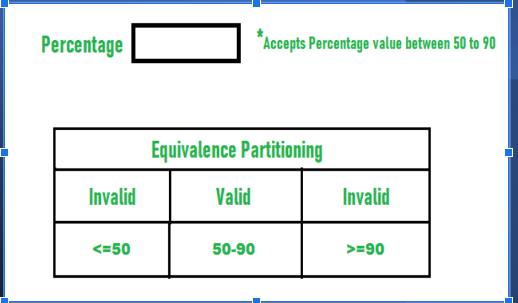 Percentage *Accepts Percentage value between 50 to 90
Equivalence Partitioning
Invalid Valid Invalid
<=50 50-90 >=90